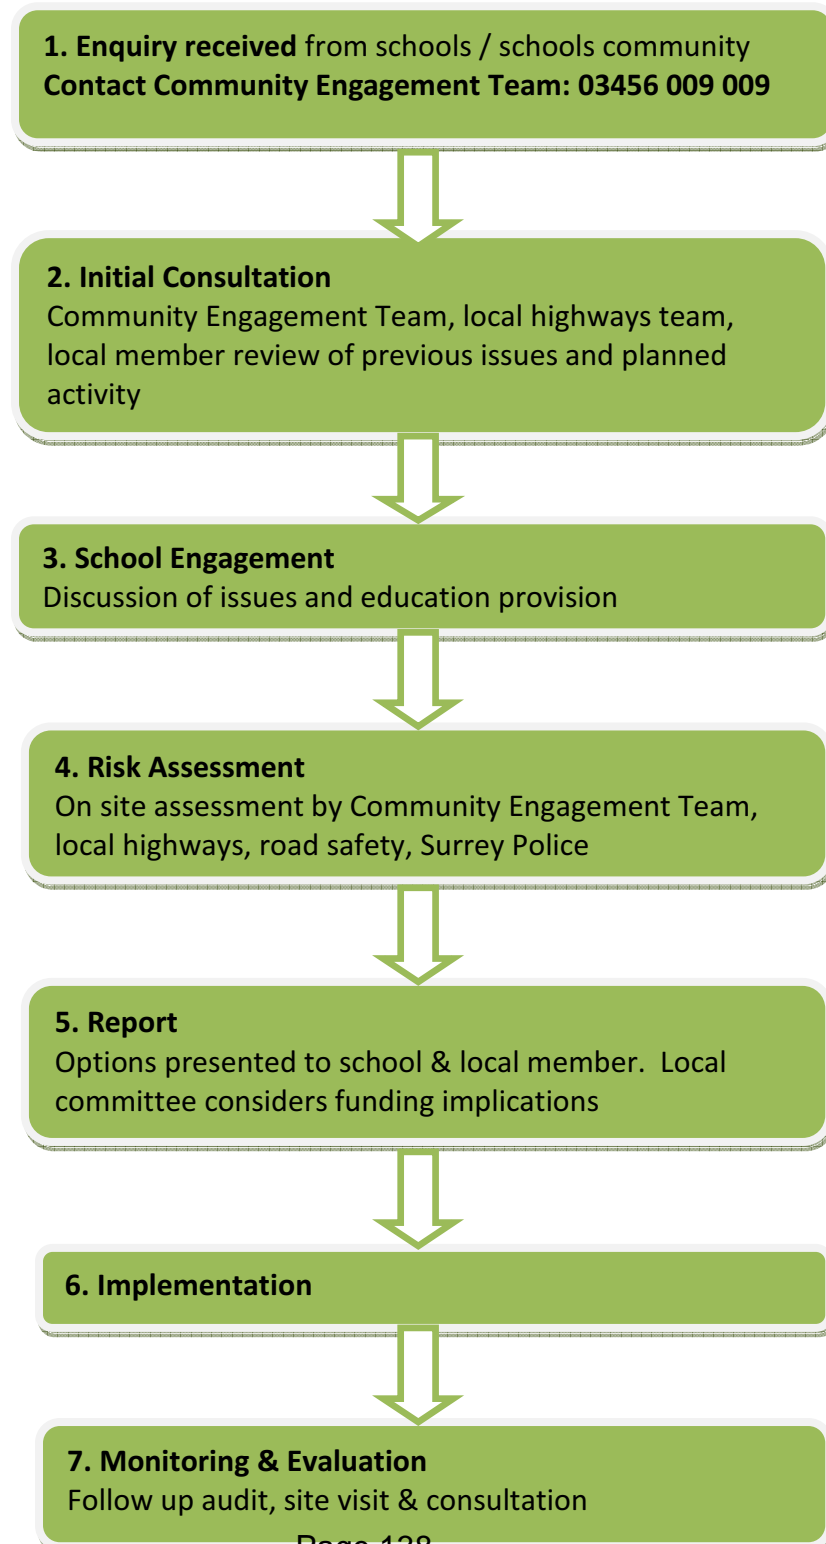 1. Enquiry received from schools / schools community
Contact Community Engagement Team: 03456 009 009
2. Initial Consultation
Community Engagement Team, local highways team,
local member review of previous issues and planned
activity
3. School Engagement
Discussion of issues and education provision
4. Risk Assessment
On site assessment by Community Engagement Team,
local highways, road safety, Surrey Police
5. Report
Options presented to school & local member.  Local
committee considers funding implications
6. Implementation
7. Monitoring & Evaluation
Follow up audit, site visit & consultation
Page 138